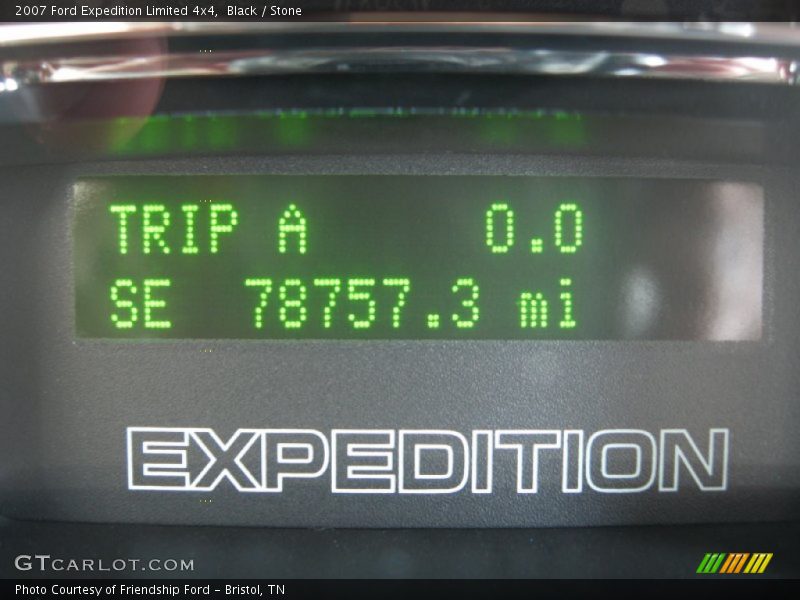 2007 Ford Expedition Limited 4x4,  Black / Stone
TRIP A 0.0
SE 78757.3 mi
EXPEDITION
GTCARLOT.COM
Photo Courtesy of Friendship Ford - Bristol, TN